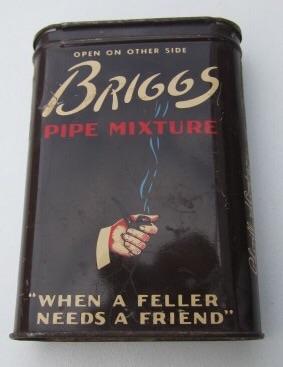 OPEN ON OTHER SIDE
BRIGGS
PIPE MIXTURE
"WHEN A FELLER
NEEDS A FRIEND"